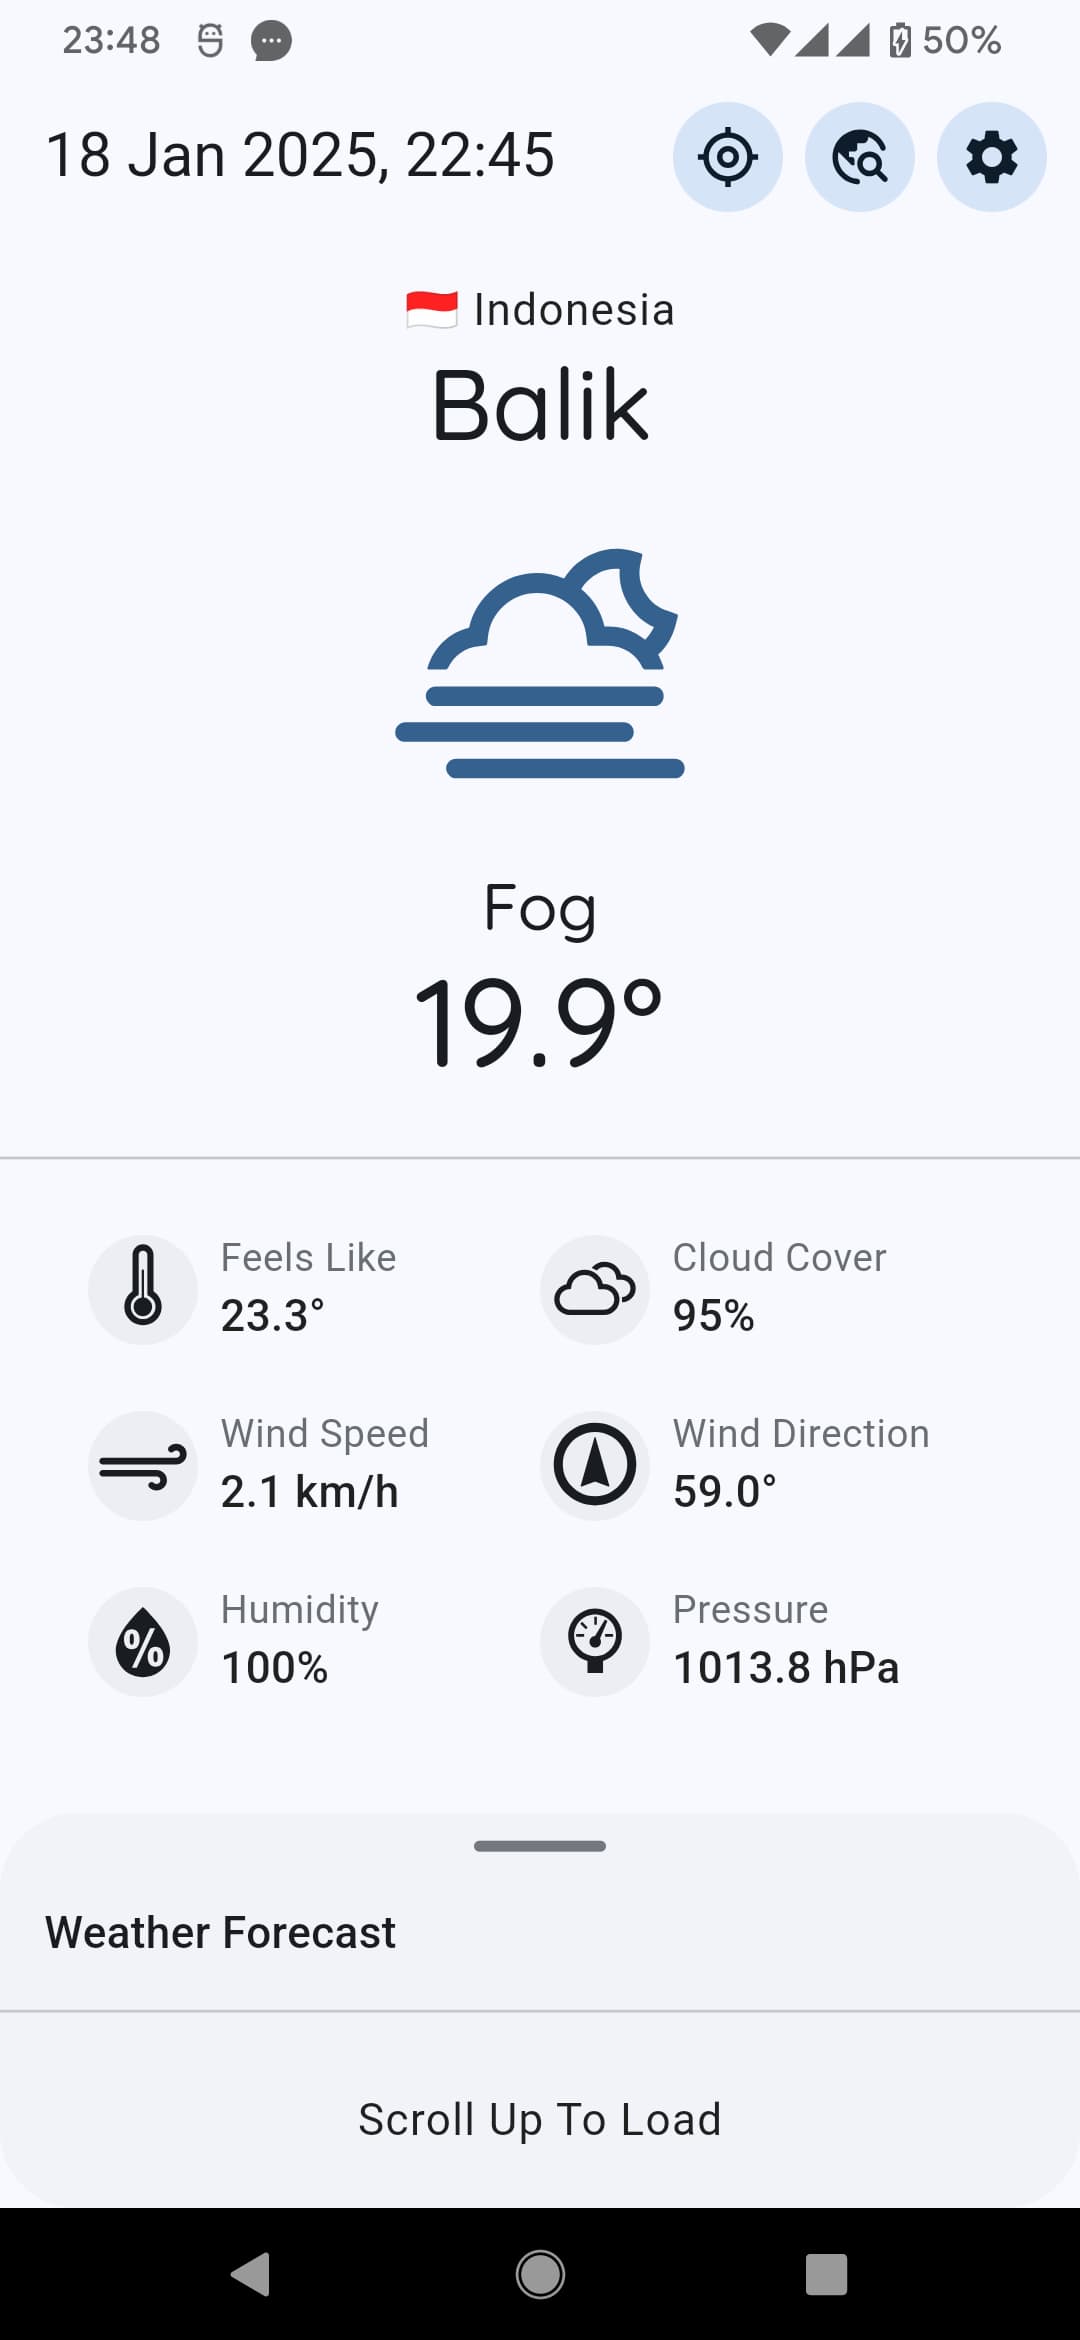 23:48 50%
18 Jan 2025, 22:45
🇮🇩 Indonesia
Balik
Fog
19.9°
Feels Like
23.3°
Cloud Cover
95%
Wind Speed
2.1 km/h
Wind Direction
59.0°
Humidity
100%
Pressure
1013.8 hPa
Weather Forecast
Scroll Up To Load